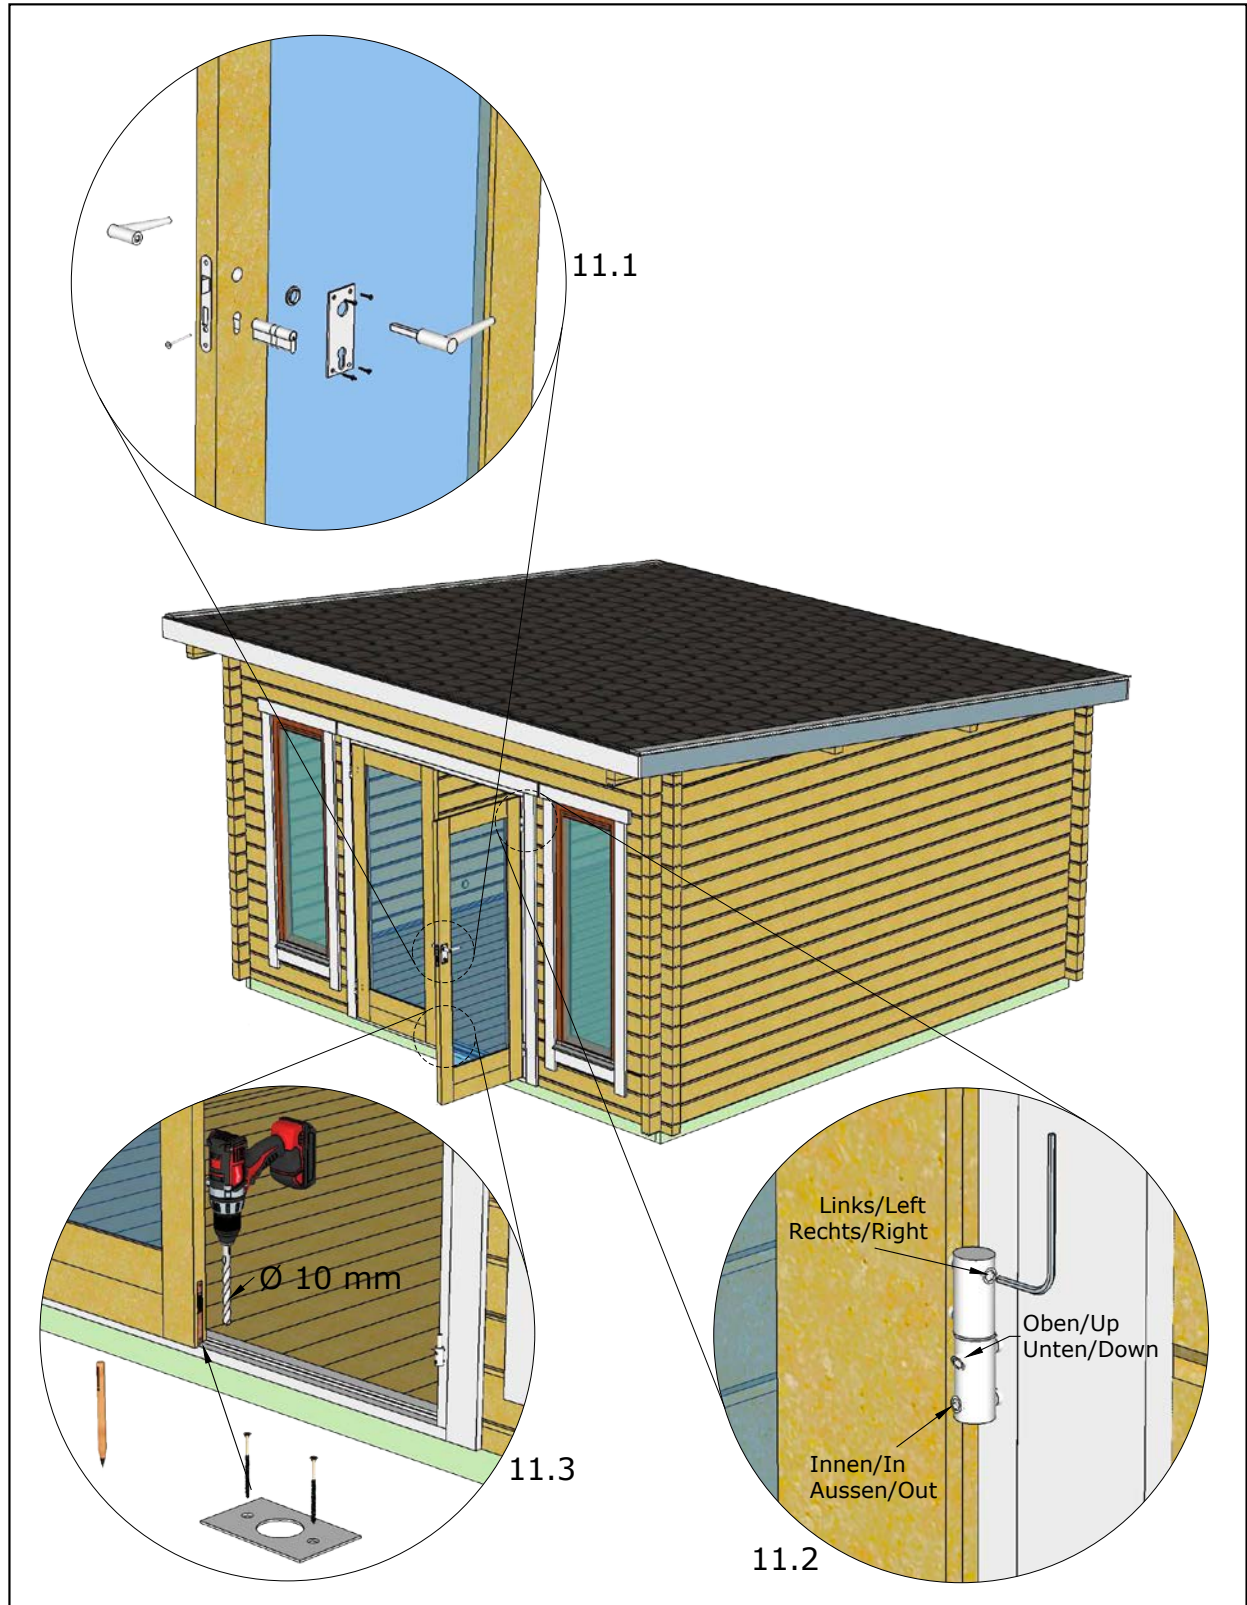 11.1
Links/Left
Rechts/Right
Oben/Up
Unten/Down
Innen/In
Aussen/Out
11.2
Ø 10 mm
11.3